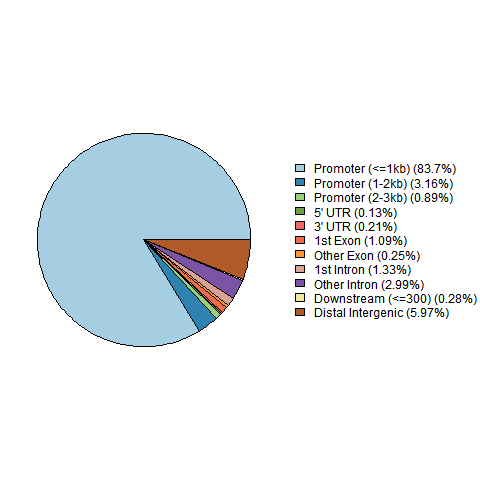 Promoter (<=1kb) (83.7%)
Promoter (1-2kb) (3.16%)
Promoter (2-3kb) (0.89%)
5' UTR (0.13%)
3' UTR (0.21%)
1st Exon (1.09%)
Other Exon (0.25%)
1st Intron (1.33%)
Other Intron (2.99%)
Downstream (<=300) (0.28%)
Distal Intergenic (5.97%)